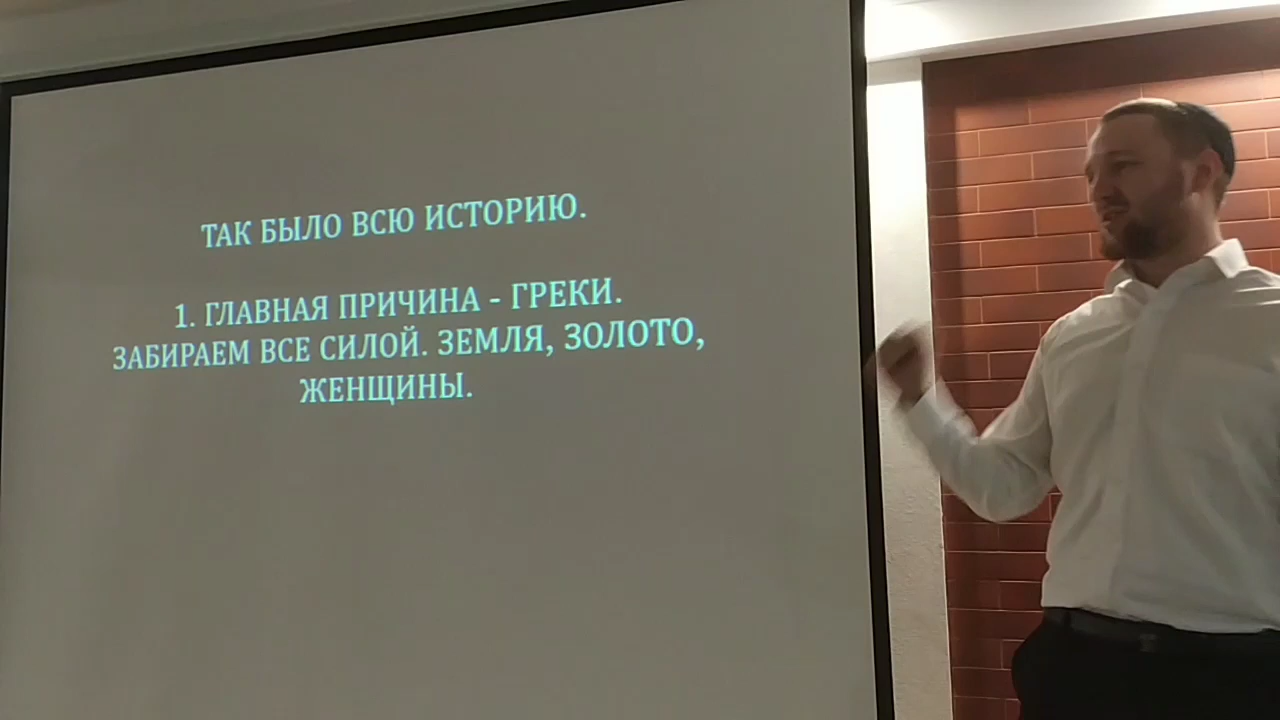 ТАК БЫЛО ВСЮ ИСТОРИЮ.
1. ГЛАВНАЯ ПРИЧИНА - ГРЕКИ.
ЗАБИРАЕМ ВСЕ СИЛОЙ. ЗЕМЛЯ, ЗОЛОТО,
ЖЕНЩИНЫ.